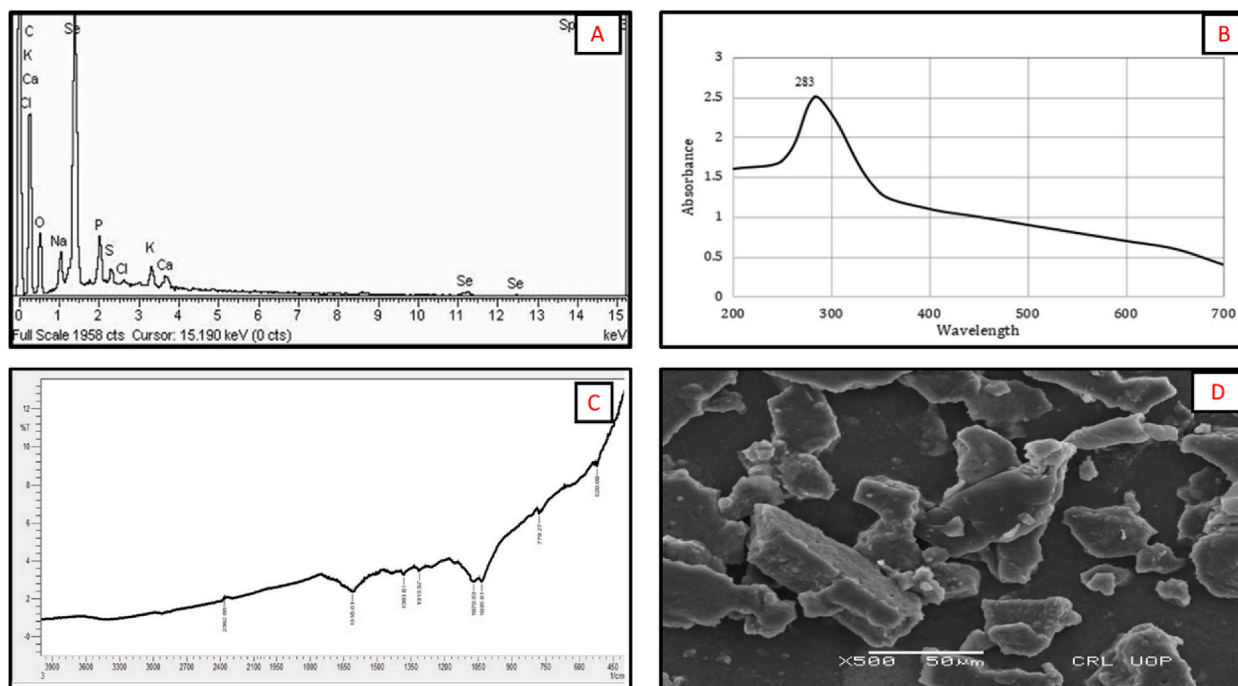 A
C
Se
Sp
K
Ca
Cl
O
Na
P
S
Cl
K
Ca
Se
Se
0 1 2 3 4 5 6 7 8 9 10 11 12 13 14 15
Full Scale 1958 cts Cursor: 15.190 keV (0 cts)
keV
B
283
3
2.5
2
1.5
1
0.5
0
Absorbance
200 300 400 500 600 700
Wavelength
C
12
%T
10
8
6
4
2
-0
779.27
3900 3600 3300 3000 2700 2400 2100 1800 1650 1500 1350 1200 1050 900 750 600 450
3
1/cm
D
X500 50µm CRL UOP